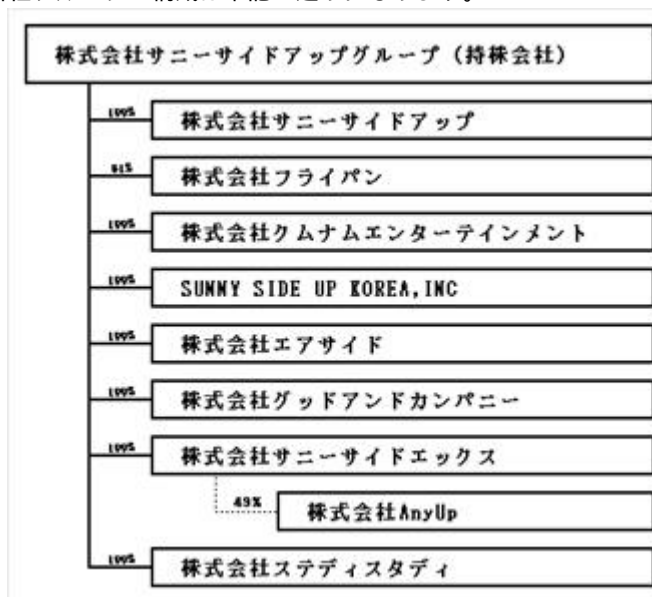 株式会社サニーサイドアップグループ（持株会社）
100%
株式会社サニーサイドアップ
株式会社フライパン
100%
株式会社クムナムエンターテインメント
100%
SUNNY SIDE UP KOREA,INC
100%
株式会社エアサイド
100%
株式会社グッドアンドカンパニー
100%
株式会社サニーサイドエックス
49%
株式会社AnyUp
100%
株式会社ステディスタディ